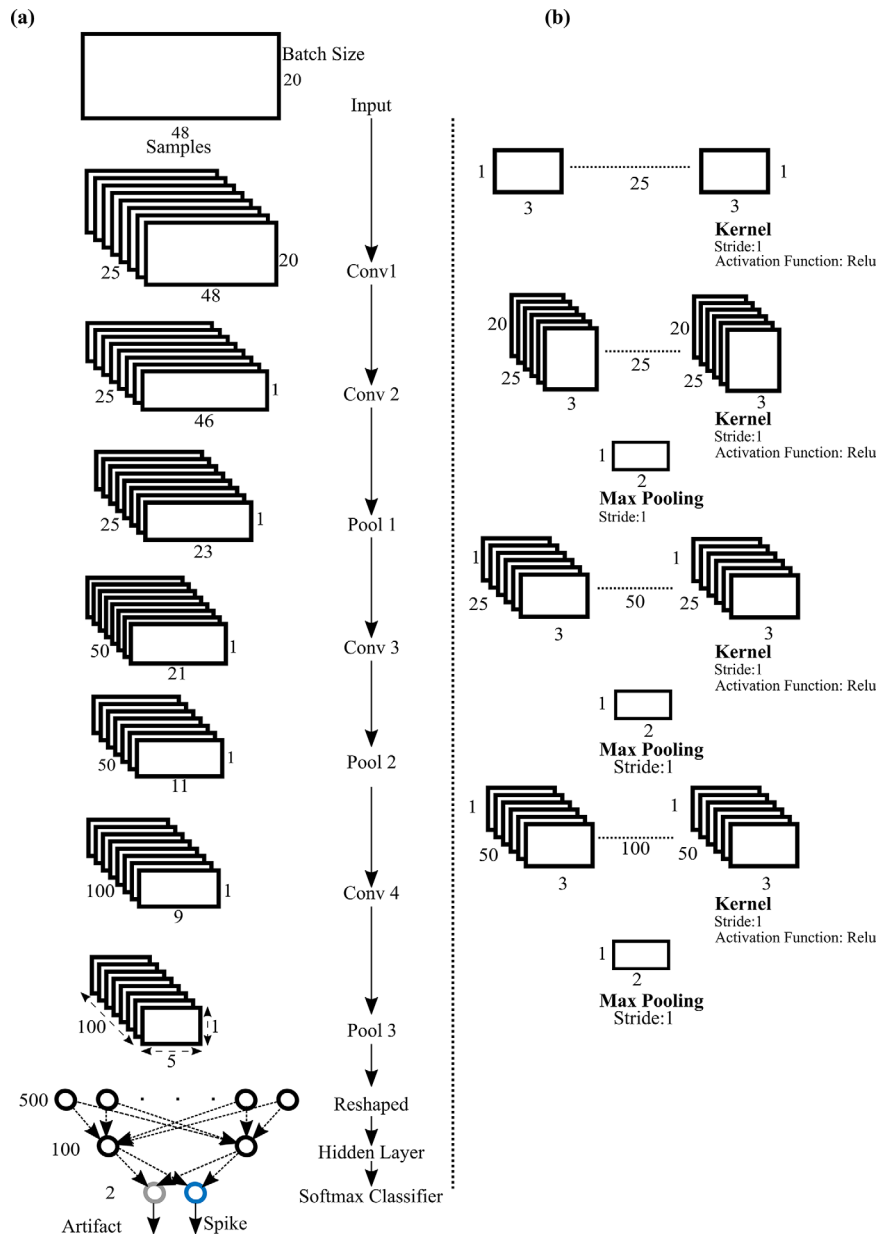 (a)
Batch Size
20
48
Samples
Input
25
48
20
Conv1
25
46
1
Conv 2
25
23
1
Pool 1
50
21
1
Conv 3
50
11
1
Pool 2
100
9
1
Conv 4
100
5
1
Pool 3
500
. . .
Reshaped
100
Hidden Layer
2
Softmax Classifier
Artifact
Spike
(b)
1
3
25
3
1
Kernel
Stride:1
Activation Function: Relu
20
25
3
25
20
25
3
Kernel
Stride:1
Activation Function: Relu
1
2
Max Pooling
Stride:1
1
25
3
50
1
25
3
Kernel
Stride:1
Activation Function: Relu
1
2
Max Pooling
Stride:1
1
50
3
100
1
50
3
Kernel
Stride:1
Activation Function: Relu
1
2
Max Pooling
Stride:1